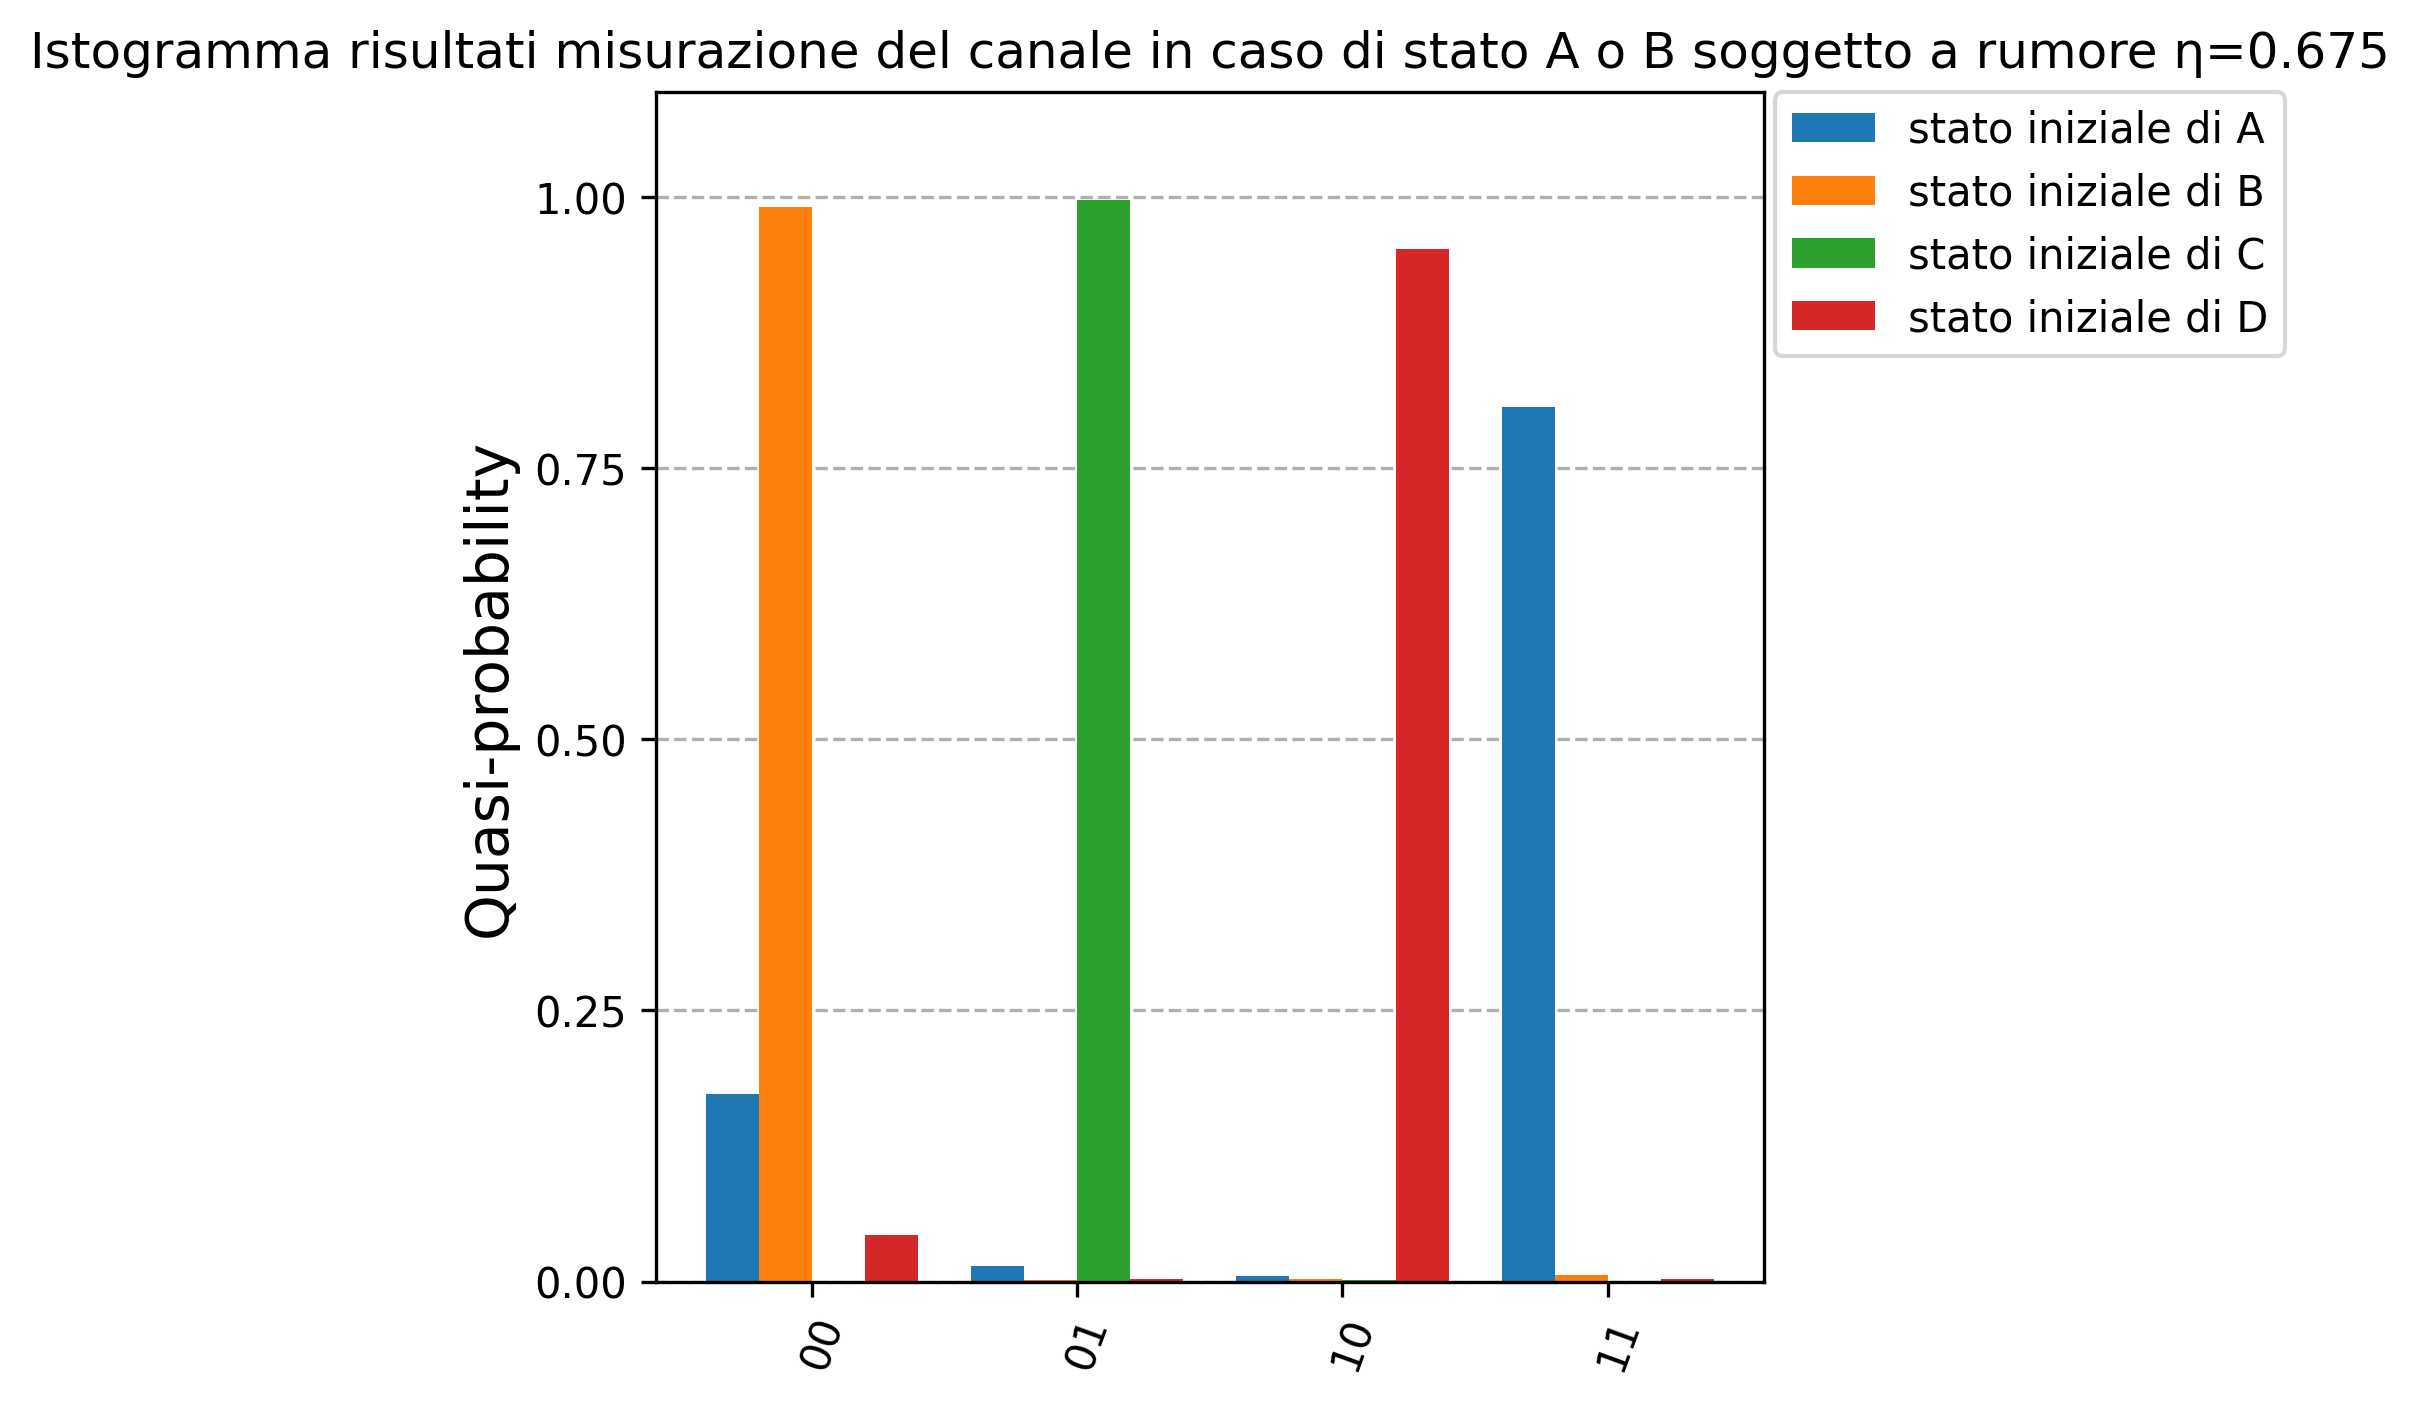 Istogramma risultati misurazione del canale in caso di stato A o B soggetto a rumore η=0.675
stato iniziale di A
stato iniziale di B
stato iniziale di C
stato iniziale di D
Quasi-probability
1.00
0.75
0.50
0.25
0.00
00
01
10
11